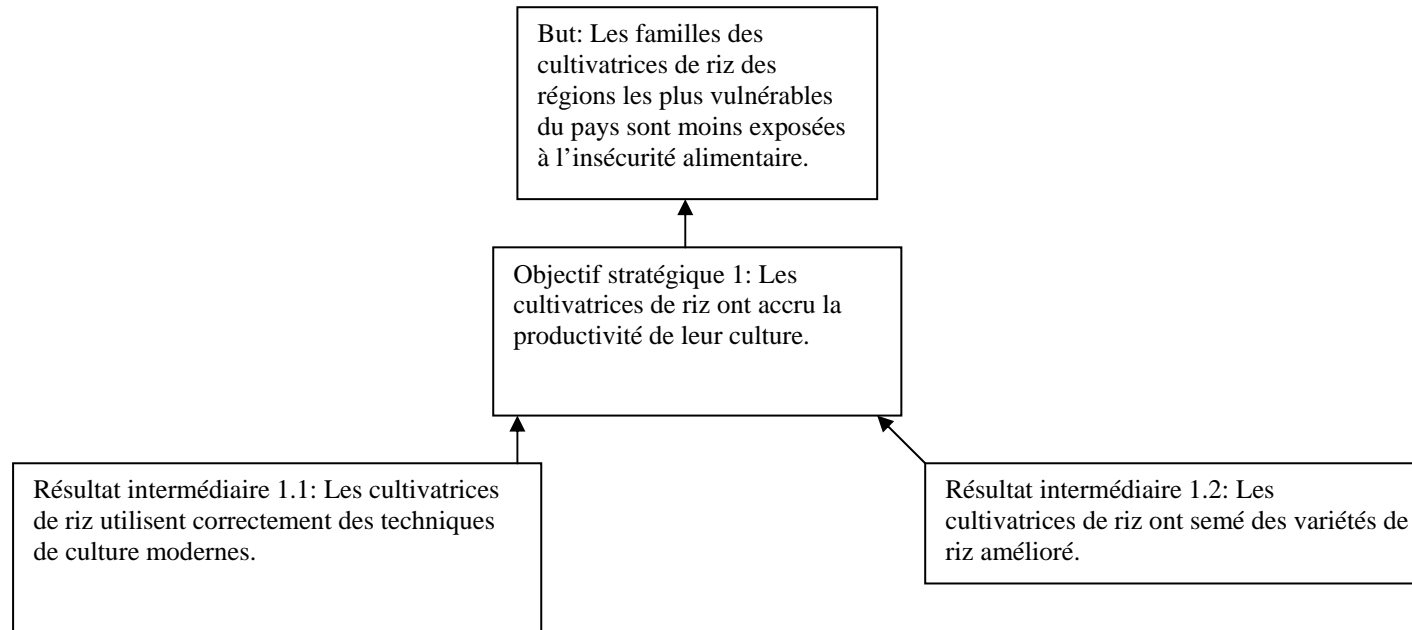 But: Les familles des
cultivatrices de riz des
régions les plus vulnérables
du pays sont moins exposées
à l’insécurité alimentaire.
Objectif stratégique 1: Les
cultivatrices de riz ont accru la
productivité de leur culture.
Résultat intermédiaire 1.1: Les cultivatrices
de riz utilisent correctement des techniques
de culture modernes.
Résultat intermédiaire 1.2: Les
cultivatrices de riz ont semé des variétés de
riz amélioré.